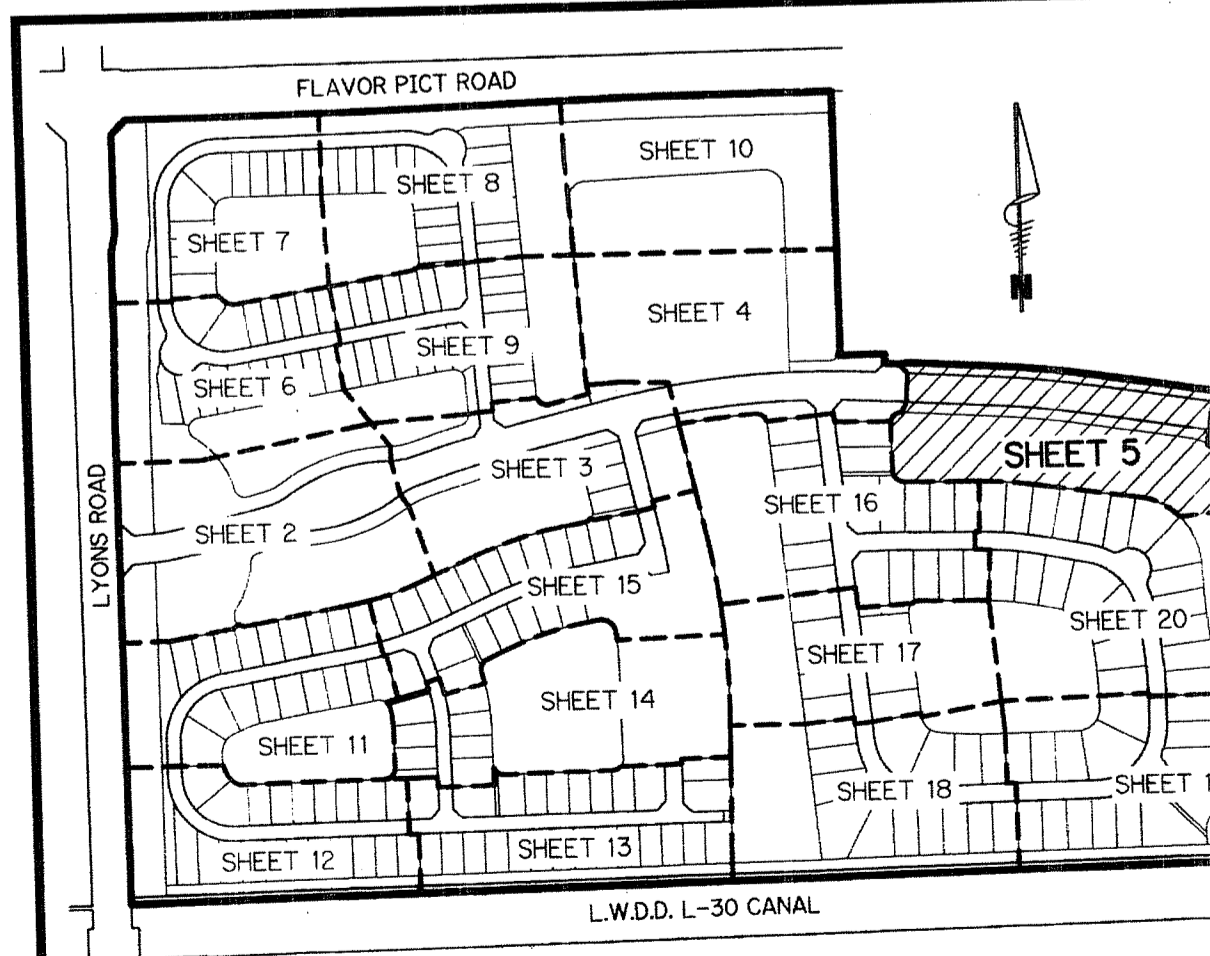 FLAVOR PICT ROAD
SHEET 10
SHEET 8
SHEET 7
SHEET 4
SHEET 9
SHEET 6
SHEET 5
SHEET 3
SHEET 16
SHEET 2
LYONS ROAD
SHEET 15
SHEET 20
SHEET 17
SHEET 14
SHEET 11
SHEET 18
SHEET 1
SHEET 13
SHEET 12
L.W.D.D. L-30 CANAL
N